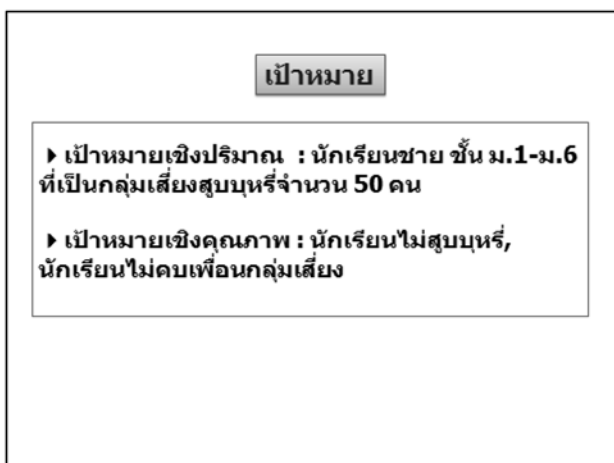 เป้าหมาย
▶ เป้าหมายเชิงปริมาณ : นักเรียนชาย ชั้น ม.1-ม.6
ที่เป็นกลุ่มเสี่ยงสูบบุหรี่จำนวน 50 คน
▶ เป้าหมายเชิงคุณภาพ : นักเรียนไม่สูบบุหรี่,
นักเรียนไม่คบเพื่อนกลุ่มเสี่ยง